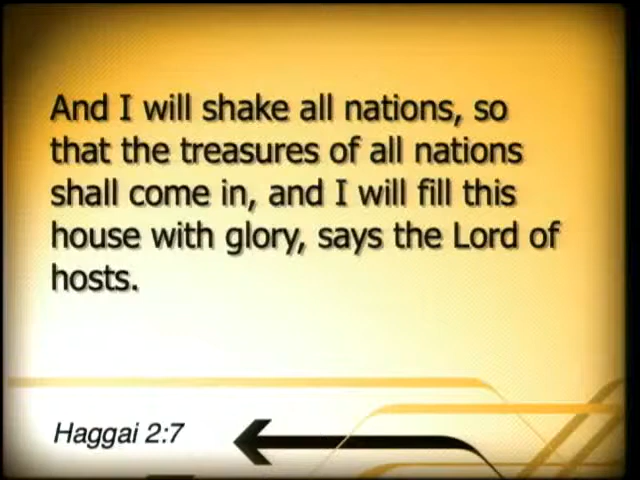 And I will shake all nations, so
that the treasures of all nations
shall come in, and I will fill this
house with glory, says the Lord of
hosts.
Haggai 2:7